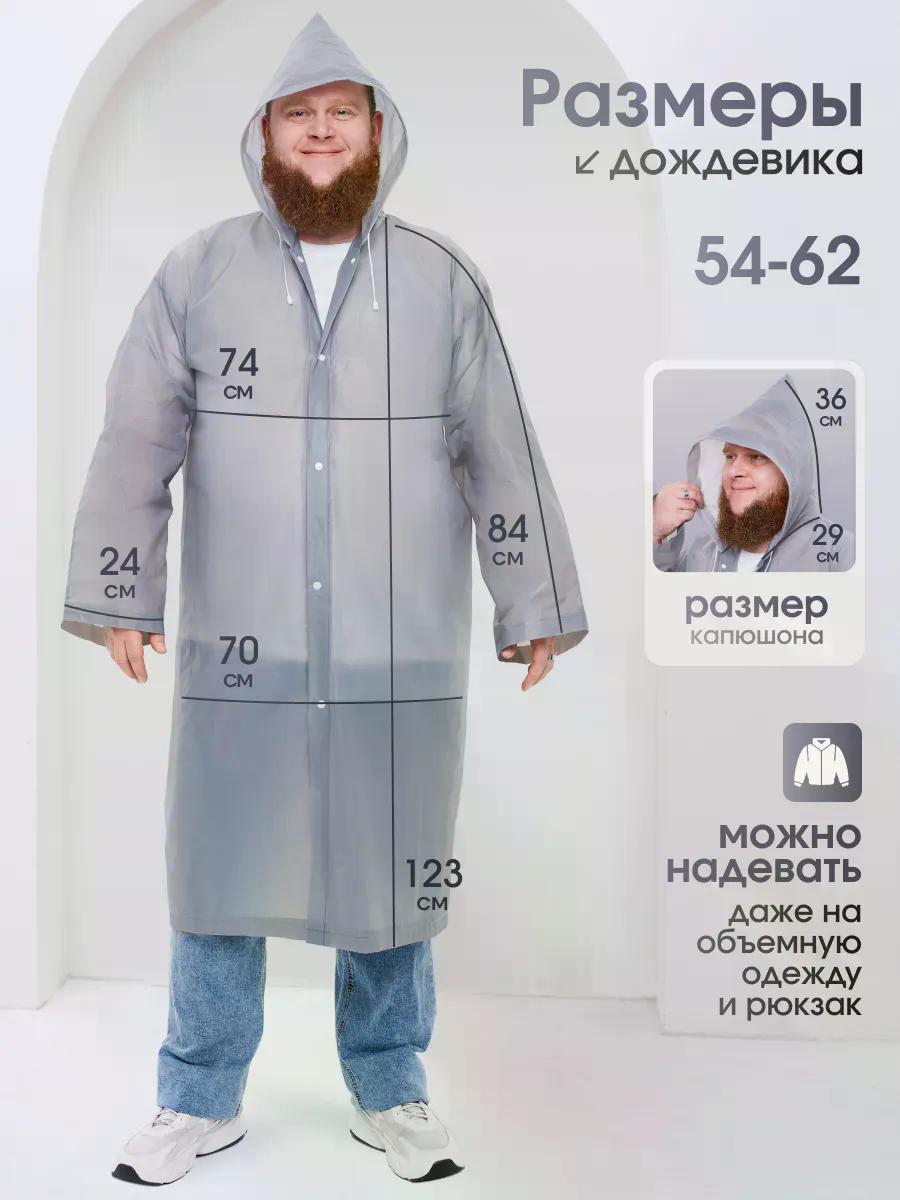 Размеры
↙ дождевика
54-62
74
см
36
см
84
см
29
см
24
см
размер
капюшона
70
см
можно
надевать
123
см
даже на
объемную
одежду
и рюкзак